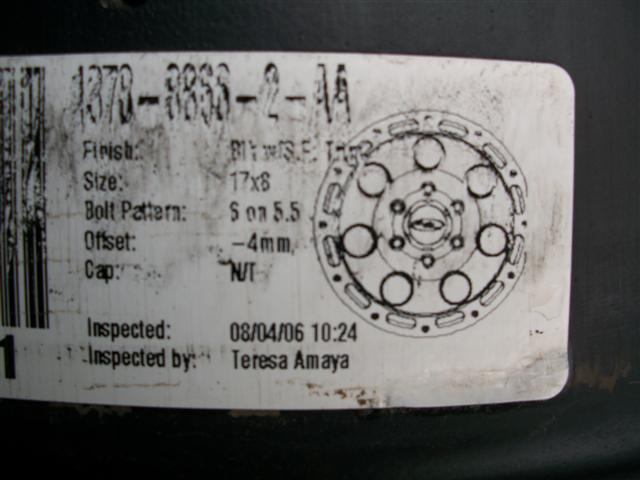 Finish:
Size: 17x8
Bolt Pattern: 6 on 5.5
Offset: -4mm
Cap: N/T
Inspected: 08/04/06 10:24
Inspected by: Teresa Amaya
1